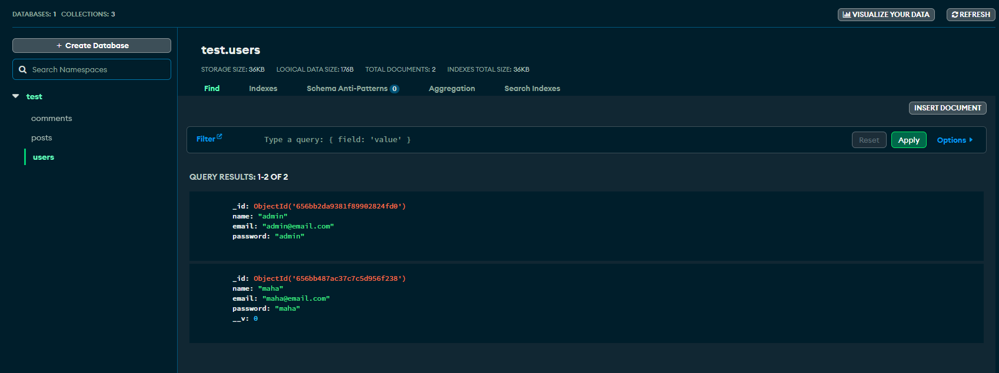 DATABASES: 1 COLLECTIONS: 3
VISUALIZE YOUR DATA
REFRESH
+ Create Database
Search Namespaces
test
comments
posts
users
test.users
STORAGE SIZE: 36KB LOGICAL DATA SIZE: 176B TOTAL DOCUMENTS: 2 INDEXES TOTAL SIZE: 36KB
Find Indexes Schema Anti-Patterns 0 Aggregation Search Indexes
INSERT DOCUMENT
Filter Type a query: { field: 'value' } Reset Apply Options
QUERY RESULTS: 1-2 OF 2
_id: ObjectId('656bb2da9381f89902824fd0')
name: "admin"
email: "admin@email.com"
password: "admin"
_id: ObjectId('656bb487ac37c7c5d956f238')
name: "maha"
email: "maha@email.com"
password: "maha"
__v: 0